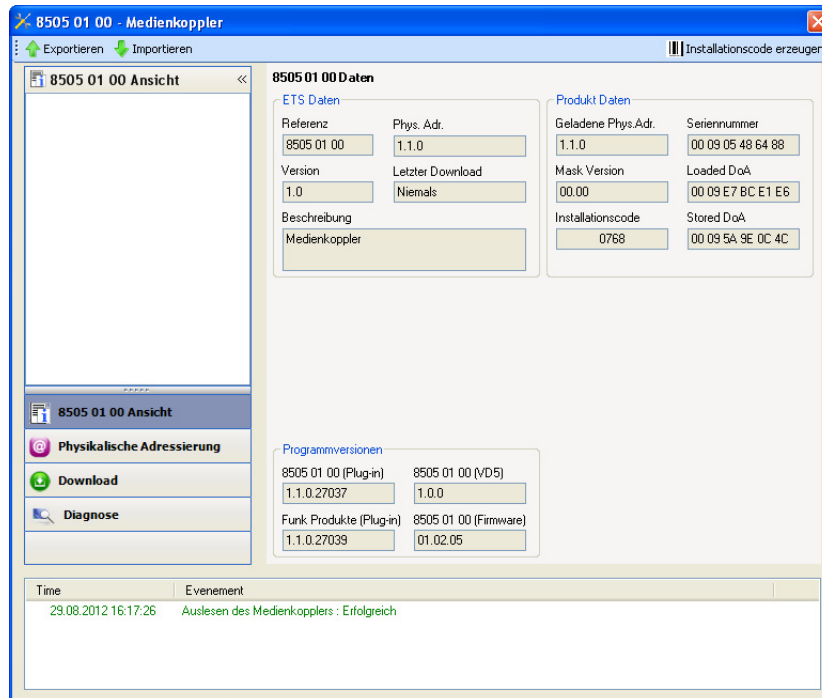 8505 01 00 - Medienkoppler
Exportieren Importieren Installationscode erzeugen
8505 01 00 Ansicht «
8505 01 00 Ansicht
Physikalische Adressierung
Download
Diagnose
8505 01 00 Daten
ETS Daten
Referenz Phys. Adr.
8505 01 00 1.1.0
Version Letzter Download
1.0 Niemals
Beschreibung
Medienkoppler
Produkt Daten
Geladene Phys.Adr. Seriennummer
1.1.0 00 09 05 48 64 88
Mask Version Loaded DoA
00.00 00 09 E7 BC E1 E6
Installationscode Stored DoA
0768 00 09 5A 9E 0C 4C
Programmversionen
8505 01 00 (Plug-in) 8505 01 00 (VD5)
1.1.0.27037 1.0.0
Funk Produkte (Plug-in) 8505 01 00 (Firmware)
1.1.0.27039 01.02.05
Time Evenement
29.08.2012 16:17:26 Auslesen des Medienkopplers : Erfolgreich